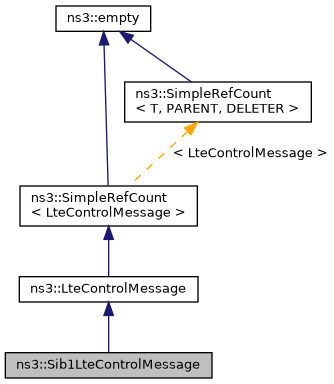 ns3::empty
ns3::SimpleRefCount
< T, PARENT, DELETER >
< LteControlMessage >
ns3::SimpleRefCount
< LteControlMessage >
ns3::LteControlMessage
ns3::Sib1LteControlMessage